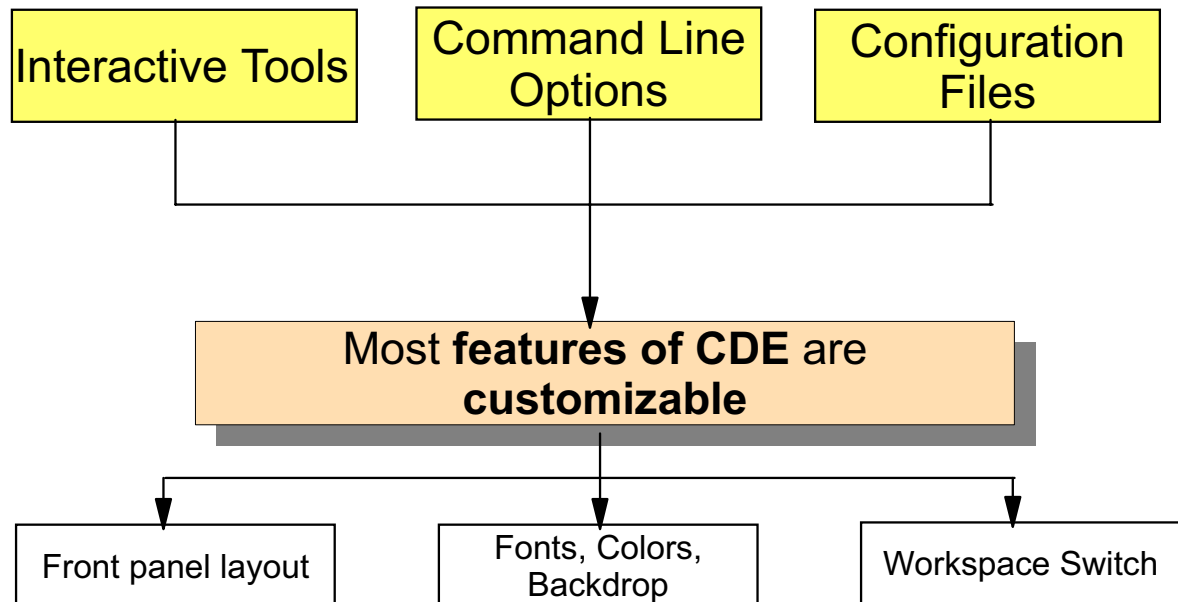 Interactive Tools
Command Line
Options
Configuration
Files
Most features of CDE are
customizable
Front panel layout
Fonts, Colors,
Backdrop
Workspace Switch